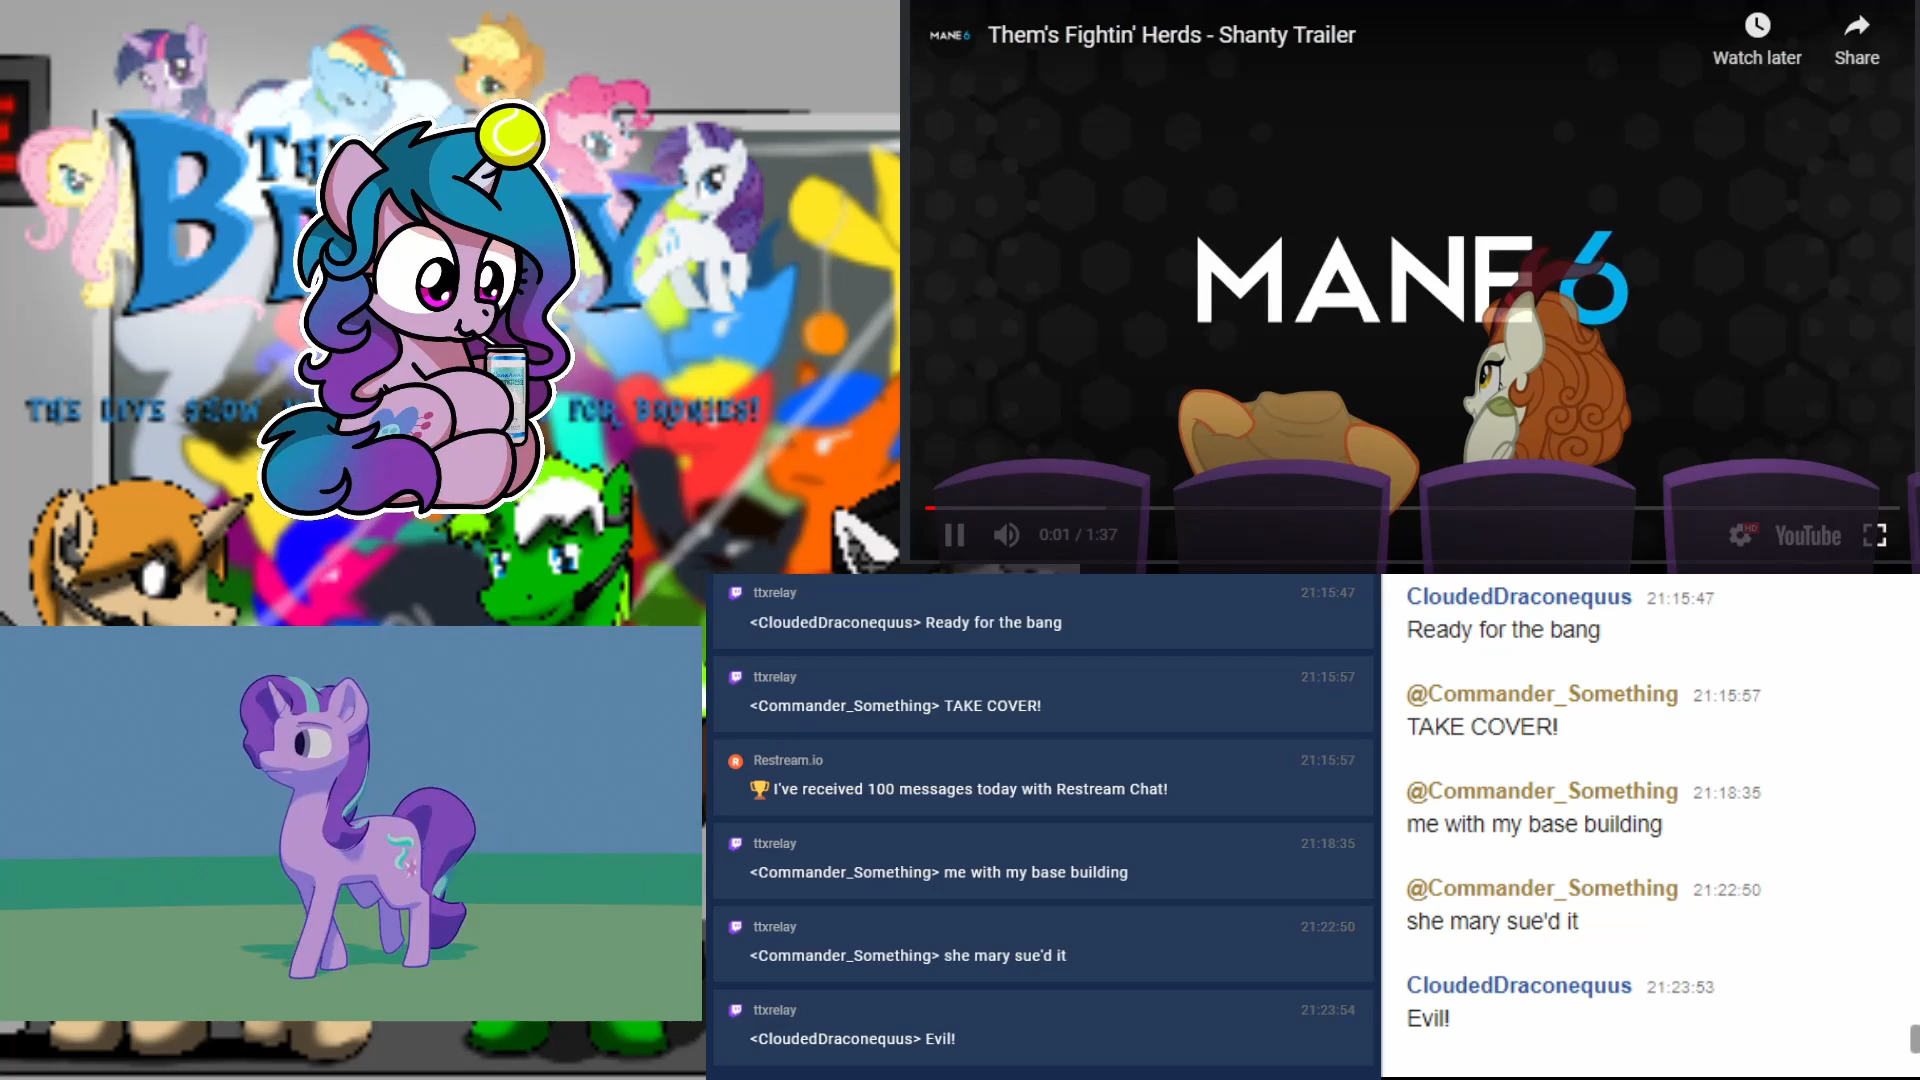 THE LIVE SHOW
FOR BRONIES!
MANE6
Them's Fightin' Herds - Shanty Trailer
Watch later
Share
MANE 6
0:01 / 1:37
HD
YouTube
ttxrelay 21:15:47
<CloudedDraconequus> Ready for the bang
ttxrelay 21:15:57
<Commander_Something> TAKE COVER!
R Restream.io 21:15:57
🏆 I've received 100 messages today with Restream Chat!
ttxrelay 21:18:35
<Commander_Something> me with my base building
ttxrelay 21:22:50
<Commander_Something> she mary sue'd it
ttxrelay 21:23:54
<CloudedDraconequus> Evil!
CloudedDraconequus 21:15:47
Ready for the bang
@Commander_Something 21:15:57
TAKE COVER!
@Commander_Something 21:18:35
me with my base building
@Commander_Something 21:22:50
she mary sue'd it
CloudedDraconequus 21:23:53
Evil!